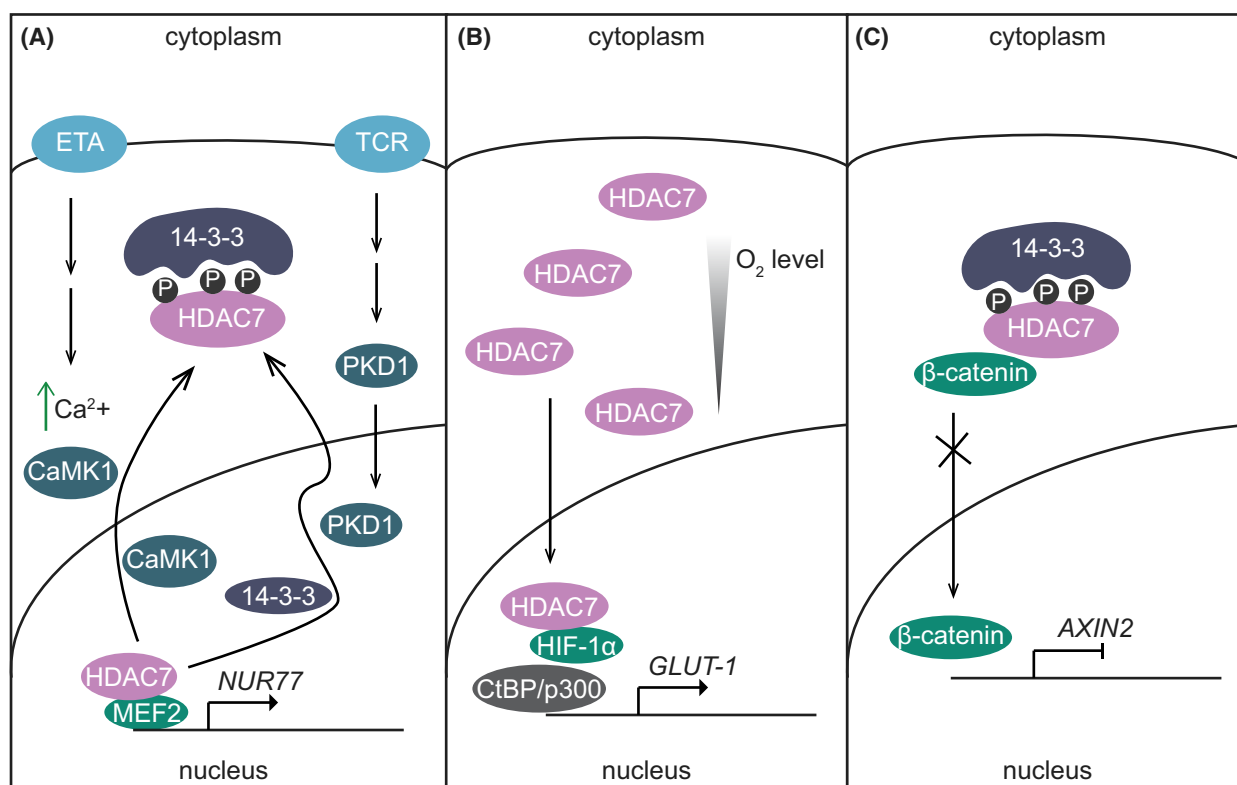 (A)
cytoplasm
ETA
TCR
14-3-3
P
P
P
HDAC7
PKD1
Ca²+
CaMK1
PKD1
CaMK1
14-3-3
HDAC7
NUR77
MEF2
nucleus
(B)
cytoplasm
HDAC7
O₂ level
HDAC7
HDAC7
HDAC7
HDAC7
HIF-1α
GLUT-1
CtBP/p300
nucleus
(C)
cytoplasm
14-3-3
P
P
P
HDAC7
β-catenin
β-catenin
AXIN2
nucleus